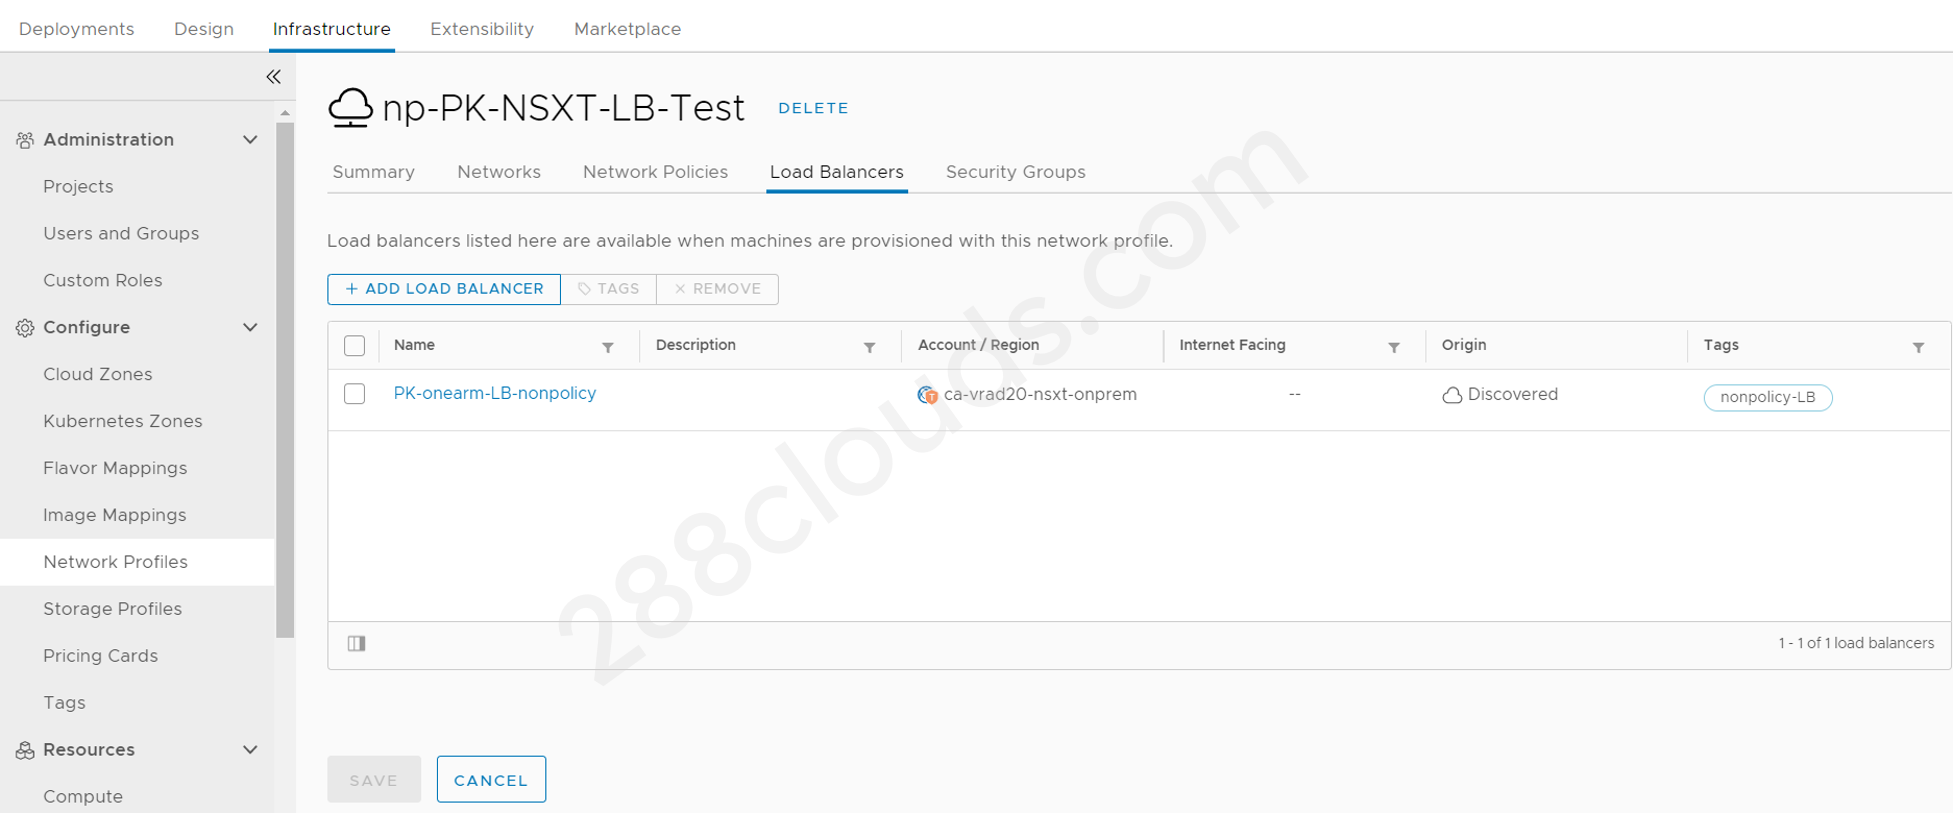 Deployments Design Infrastructure Extensibility Marketplace
np-PK-NSXT-LB-Test DELETE
Administration
Projects
Users and Groups
Custom Roles
Configure
Cloud Zones
Kubernetes Zones
Flavor Mappings
Image Mappings
Network Profiles
Storage Profiles
Pricing Cards
Tags
Resources
Compute
Summary Networks Network Policies Load Balancers Security Groups
Load balancers listed here are available when machines are provisioned with this network profile.
+ ADD LOAD BALANCER TAGS × REMOVE
Name Description Account / Region Internet Facing Origin Tags
PK-onearm-LB-nonpolicy T ca-vrad20-nsxt-onprem -- Discovered nonpolicy-LB
1 - 1 of 1 load balancers
SAVE CANCEL
288clouds.com